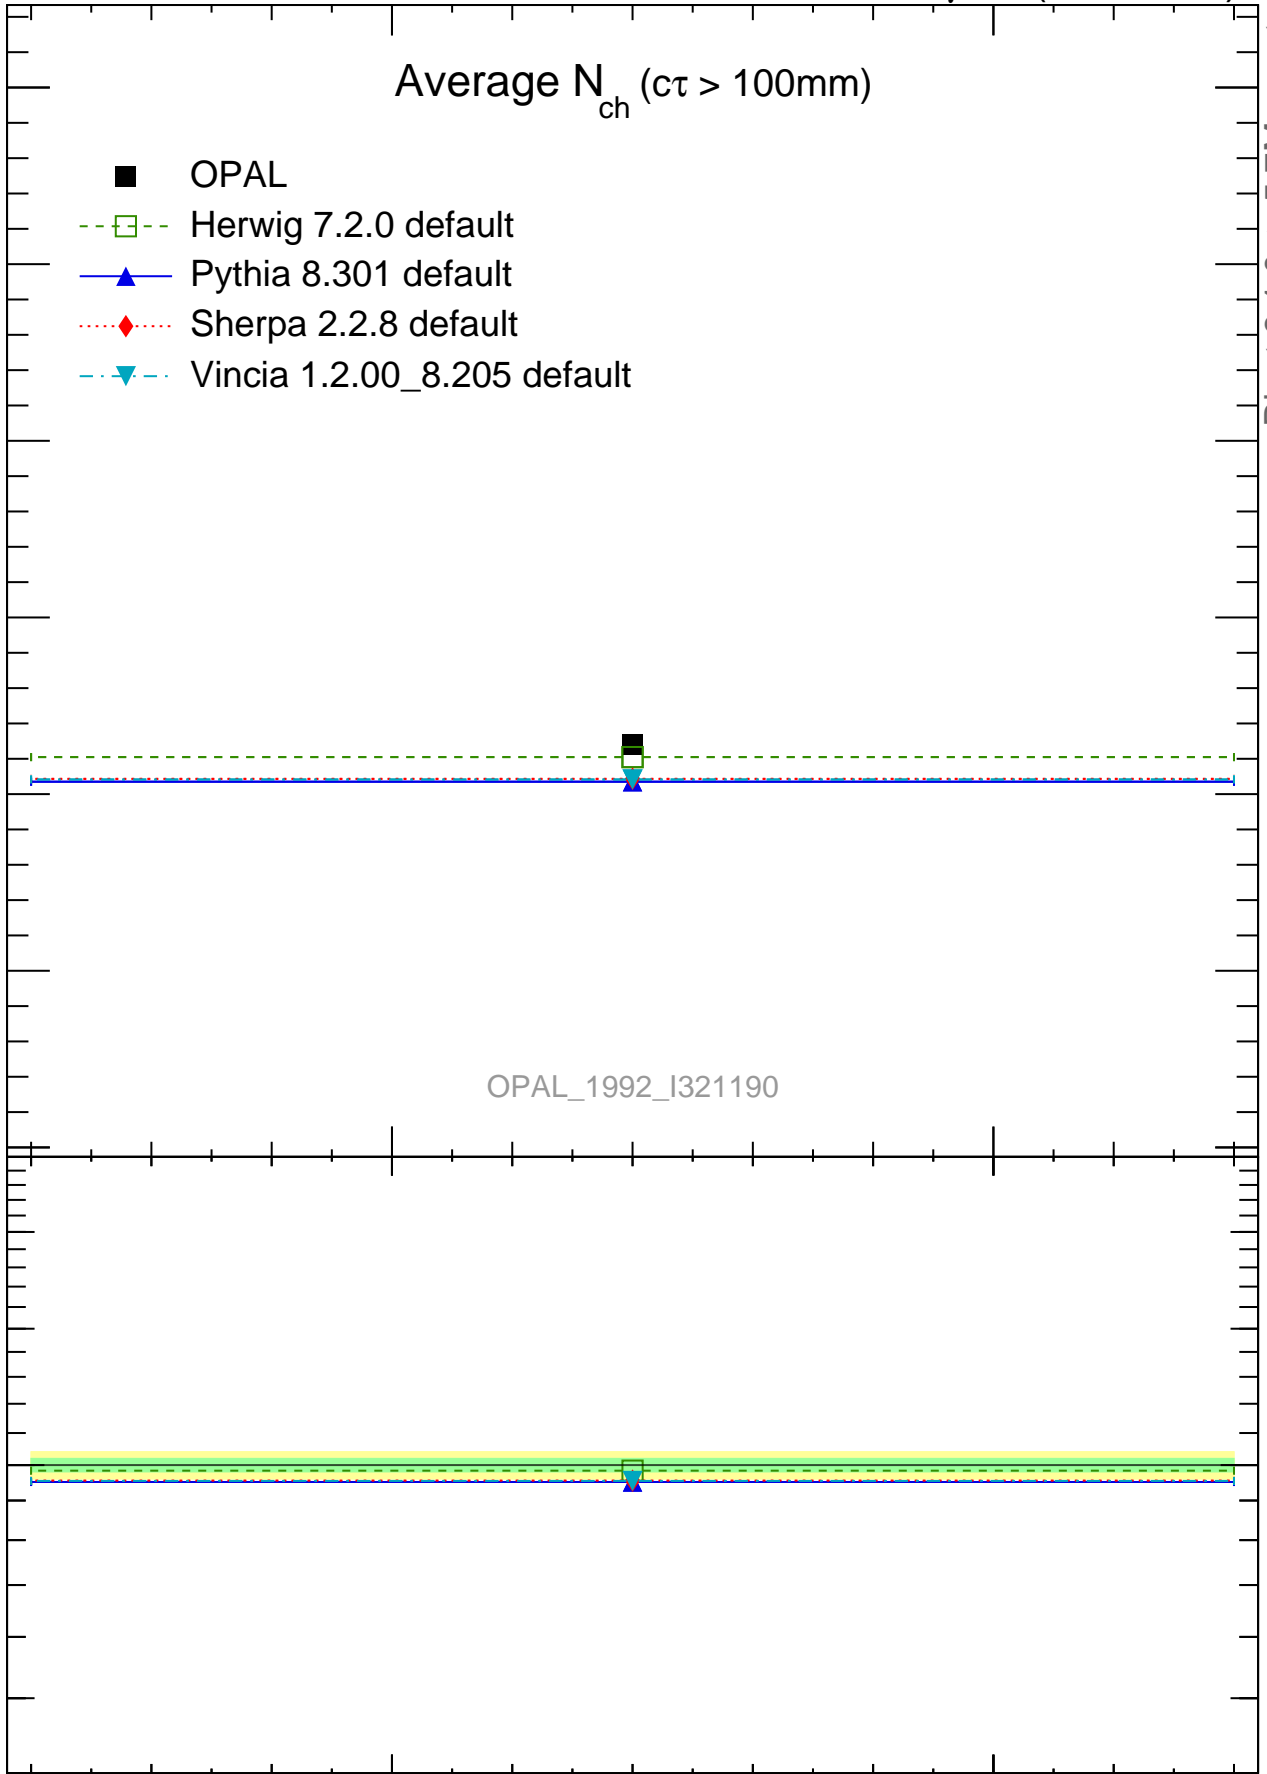 Average N_ch (cτ > 100mm)
OPAL
Herwig 7.2.0 default
Pythia 8.301 default
Sherpa 2.2.8 default
Vincia 1.2.00_8.205 default
OPAL_1992_I321190